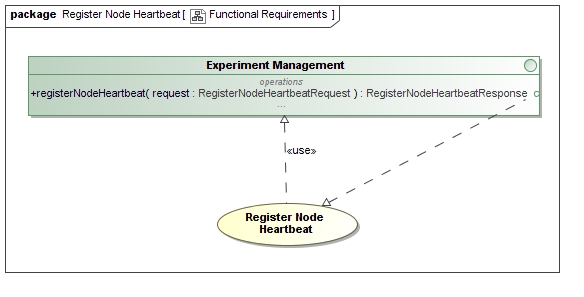 package Register Node Heartbeat [ Functional Requirements ]
Experiment Management
operations
+registerNodeHeartbeat( request : RegisterNodeHeartbeatRequest ) : RegisterNodeHeartbeatResponse
...
«use»
Register Node
Heartbeat